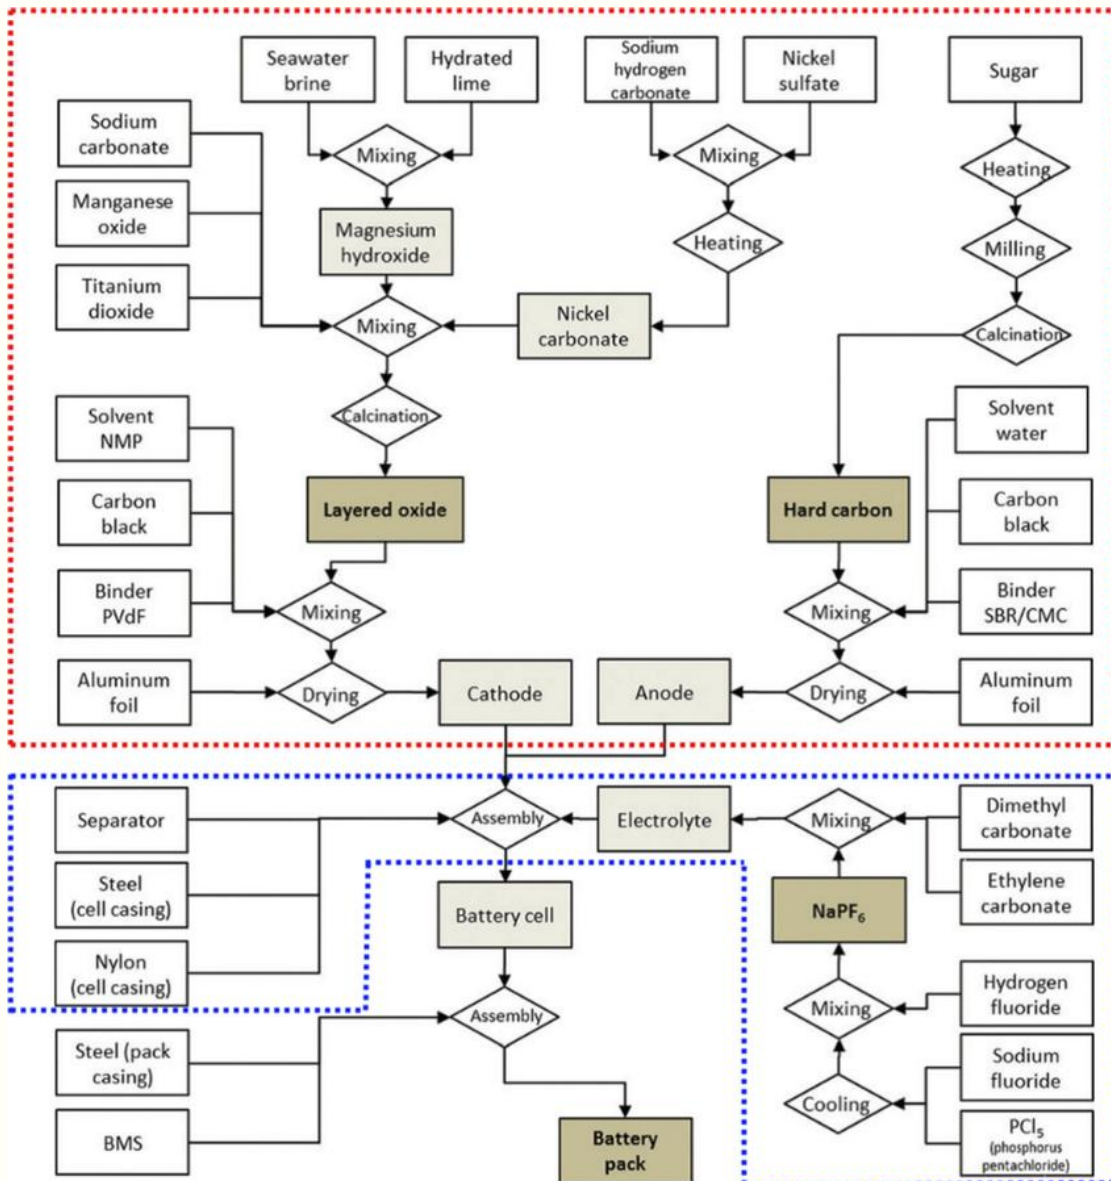 Seawater
brine
Hydrated
lime
Sodium
hydrogen
carbonate
Nickel
sulfate
Sugar
Sodium
carbonate
Mixing
Mixing
Heating
Manganese
oxide
Magnesium
hydroxide
Heating
Milling
Titanium
dioxide
Mixing
Nickel
carbonate
Calcination
Solvent
NMP
Calcination
Solvent
water
Carbon
black
Layered oxide
Hard carbon
Carbon
black
Binder
PVdF
Mixing
Mixing
Binder
SBR/CMC
Aluminum
foil
Drying
Cathode
Anode
Drying
Aluminum
foil
Separator
Assembly
Electrolyte
Mixing
Dimethyl
carbonate
Steel
(cell casing)
Battery cell
NaPF₆
Ethylene
carbonate
Nylon
(cell casing)
Assembly
Mixing
Hydrogen
fluoride
Steel (pack
casing)
Sodium
fluoride
Cooling
BMS
Battery
pack
PCl₅
(phosphorus
pentachloride)